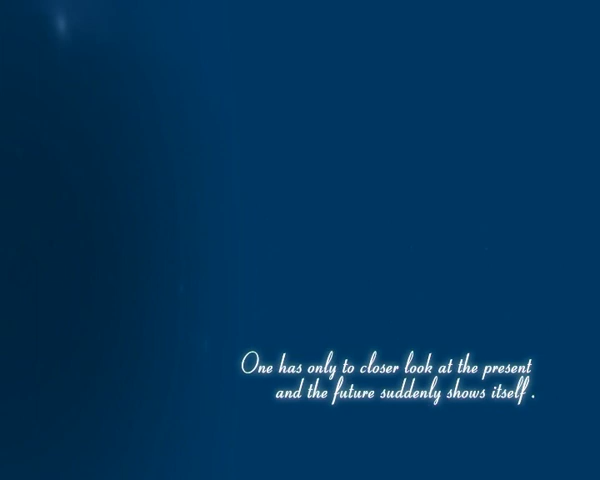 One has only to closer look at the present
and the future suddenly shows itself.